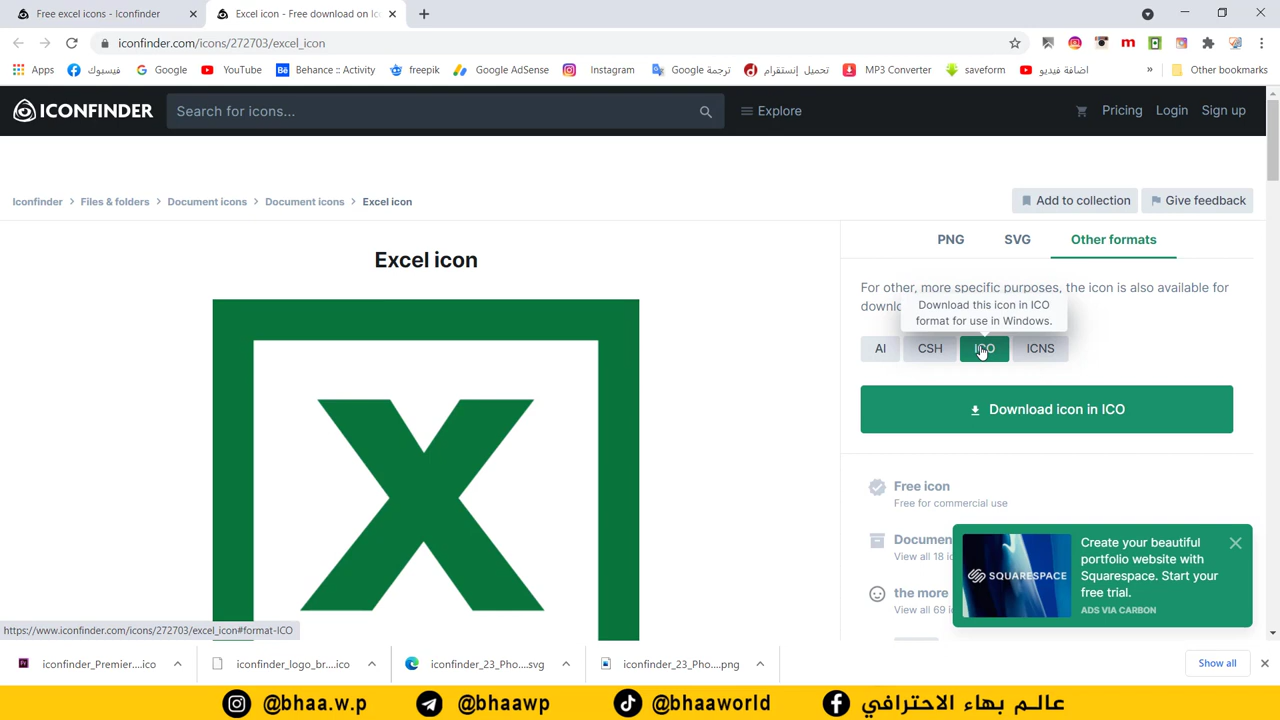 Free excel icons - Iconfinder
Excel icon - Free download on Ic
iconfinder.com/icons/272703/excel_icon
Apps فيسبوك Google YouTube Behance :: Activity freepik Google AdSense Instagram ترجمة Google تحميل إنستقرام MP3 Converter saveform اضافة فيديو » Other bookmarks
ICONFINDER Search for icons... Explore Pricing Login Sign up
Iconfinder > Files & folders > Document icons > Document icons > Excel icon
Add to collection Give feedback
PNG SVG Other formats
Excel icon
For other, more specific purposes, the icon is also available for
Download this icon in ICO
format for use in Windows.
AI CSH ICO ICNS
Download icon in ICO
Free icon
Free for commercial use
View all 18
the more
View all 69
Create your beautiful
portfolio website with
Squarespace. Start your
free trial.
ADS VIA CARBON
SQUARESPACE
https://www.iconfinder.com/icons/272703/excel_icon#format-ICO
iconfinder_Premier....ico iconfinder_logo_br....ico iconfinder_23_Pho....svg iconfinder_23_Pho....png Show all
@bhaa.w.p @bhaawp @bhaaworld عالم بهاء الاحترافي